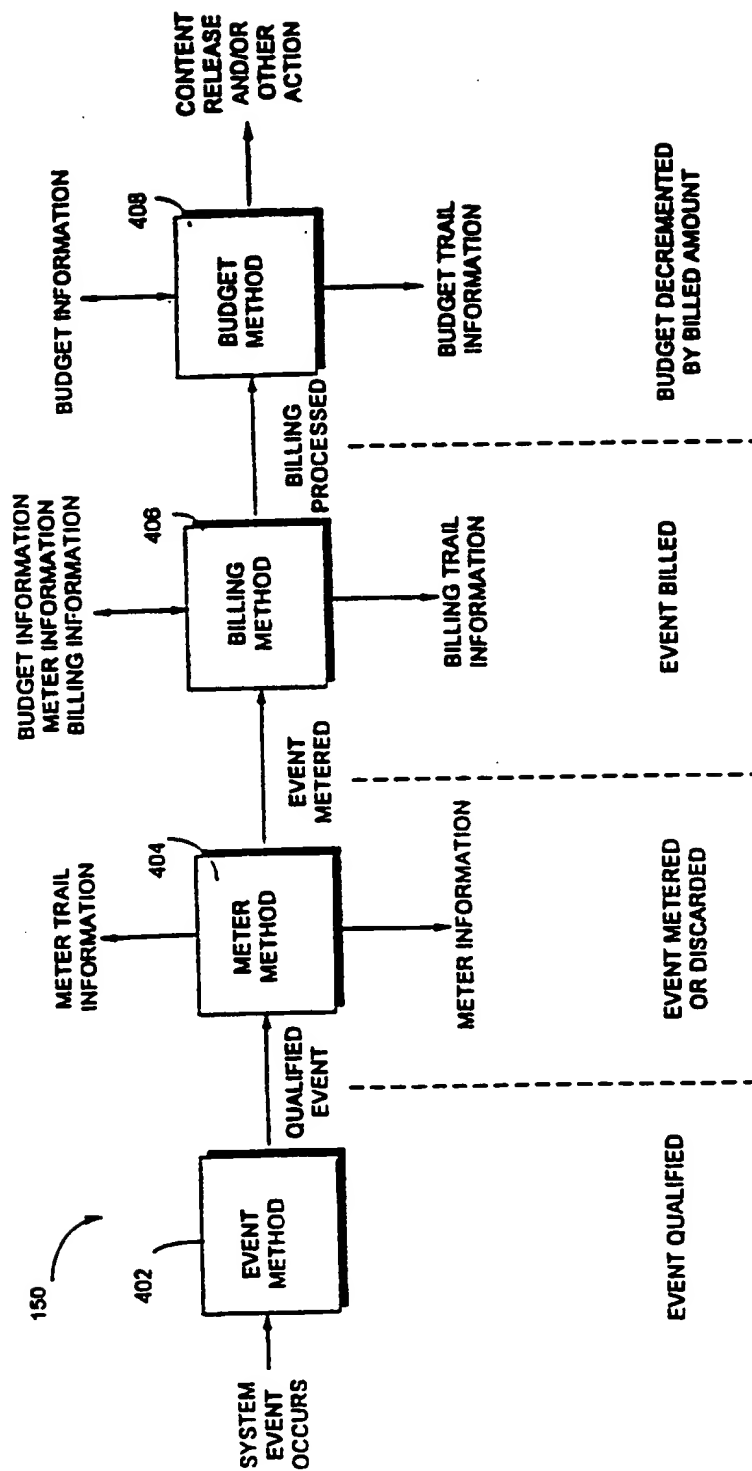 150
SYSTEM
EVENT
OCCURS
402
EVENT
METHOD
QUALIFIED
EVENT
EVENT QUALIFIED
METER TRAIL
INFORMATION
404
METER
METHOD
EVENT
METERED
METER INFORMATION
EVENT METERED
OR DISCARDED
BUDGET INFORMATION
METER INFORMATION
BILLING INFORMATION
406
BILLING
METHOD
BILLING
PROCESSED
BILLING TRAIL
INFORMATION
EVENT BILLED
BUDGET INFORMATION
408
BUDGET
METHOD
CONTENT
RELEASE
AND/OR
OTHER
ACTION
BUDGET TRAIL
INFORMATION
BUDGET DECREMENTED
BY BILLED AMOUNT